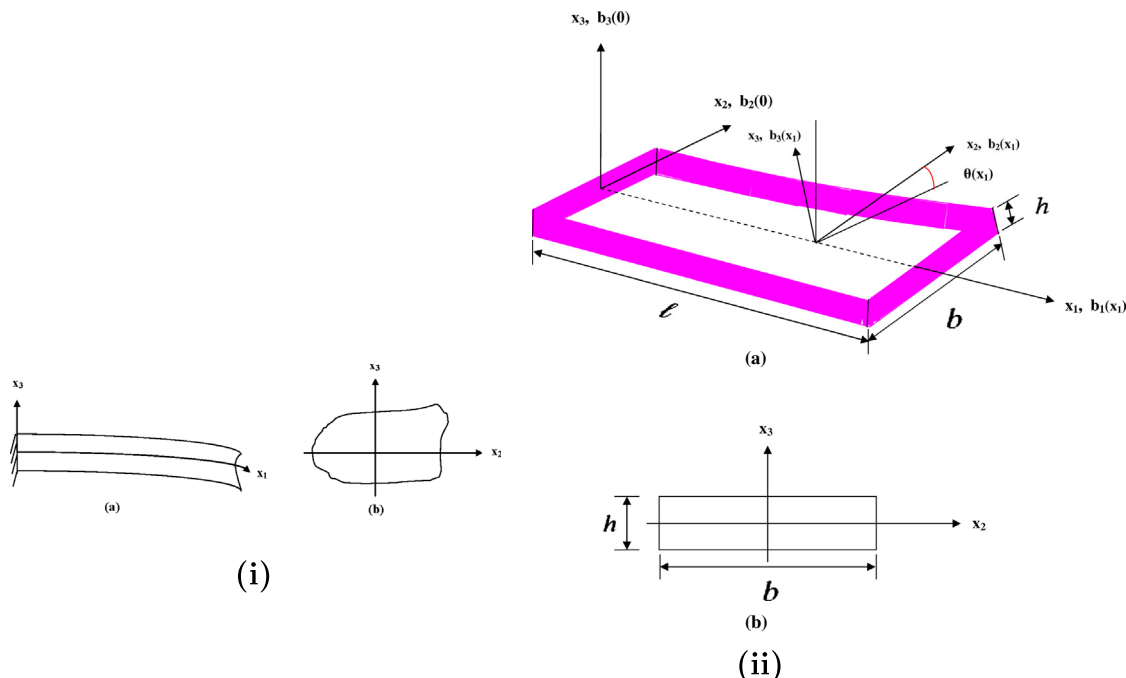 x₃, b₃(0)
x₂, b₂(0)
x₃, b₃(x₁)
x₂, b₂(x₁)
θ(x₁)
h
ℓ
b
x₁, b₁(x₁)
(a)
x₃
x₁
(a)
x₃
x₂
(b)
(i)
x₃
h
x₂
b
(b)
(ii)